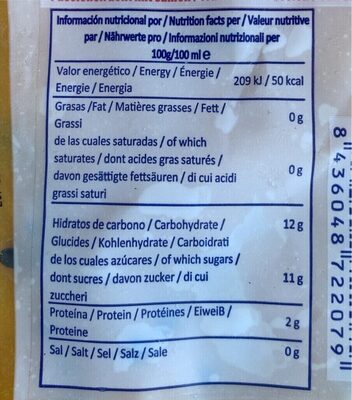 Información nutricional por / Nutrition facts per / Valeur nutritive
par / Nährwerte pro / Informazioni nutrizionali per
100g/100 ml e
Valor energético / Energy / Énergie /
Energie / Energia
209 kJ / 50 kcal
Grasas /Fat / Matières grasses / Fett /
Grassi
0 g
de las cuales saturadas / of which
saturates / dont acides gras saturés /
davon gesättigte fettsäuren / di cui acidi
grassi saturi
0 g
Hidratos de carbono / Carbohydrate /
Glucides / Kohlenhydrate / Carboidrati
12 g
de los cuales azúcares / of which sugars /
dont sucres / davon zucker / di cui
zuccheri
11 g
Proteína / Protein / Protéines / Eiweiß /
Proteine
2 g
Sal / Salt / Sel / Salz / Sale
0 g
8 436048 722079